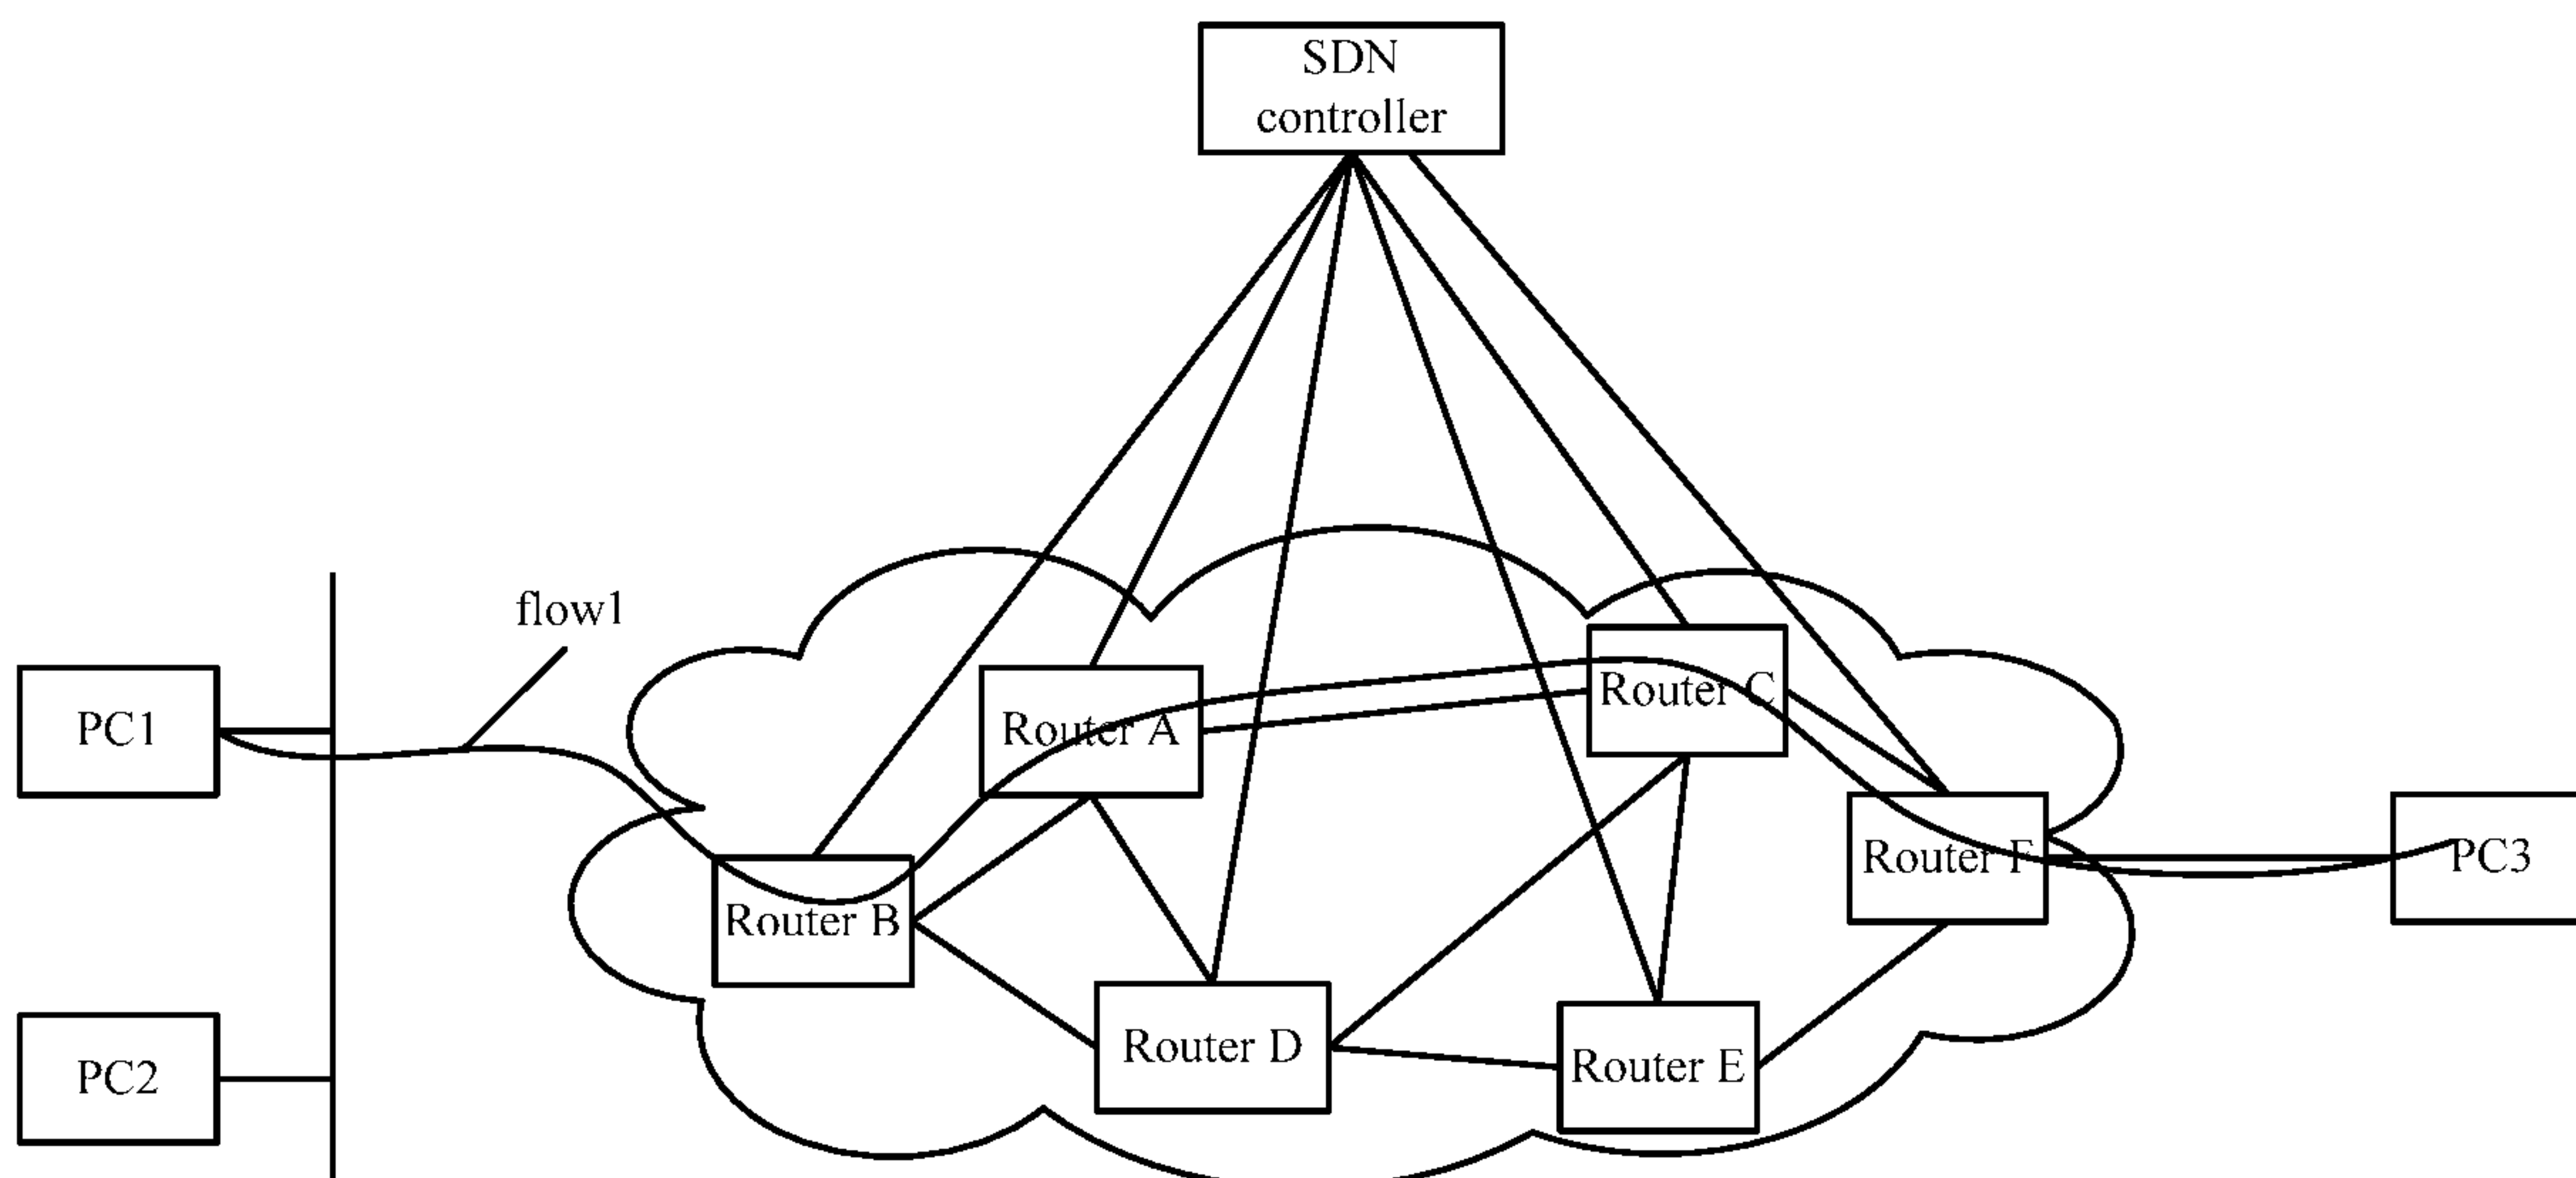 SDN
controller
flow1
PC1
Router A
Router C
Router B
Router F
PC3
Router D
Router E
PC2